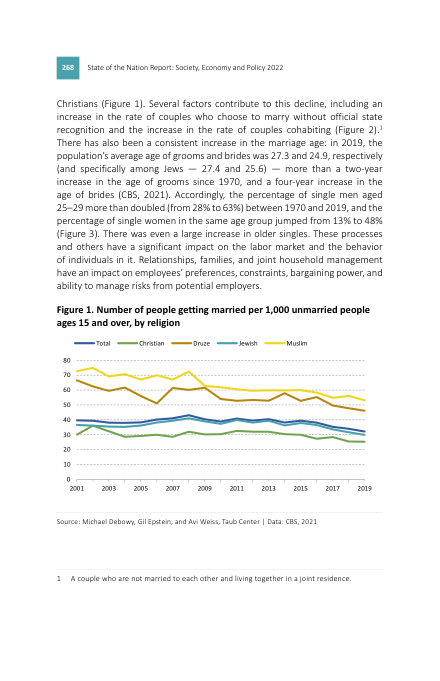 268 State of the Nation Report: Society, Economy and Policy 2022
Christians (Figure 1). Several factors contribute to this decline, including an
increase in the rate of couples who choose to marry without official state
recognition and the increase in the rate of couples cohabiting (Figure 2).¹
There has also been a consistent increase in the marriage age: in 2019, the
population's average age of grooms and brides was 27.3 and 24.9, respectively
(and specifically among Jews — 27.4 and 25.6) — more than a two-year
increase in the age of grooms since 1970, and a four-year increase in the
age of brides (CBS, 2021). Accordingly, the percentage of single men aged
25–29 more than doubled (from 28% to 63%) between 1970 and 2019, and the
percentage of single women in the same age group jumped from 13% to 48%
(Figure 3). There was even a large increase in older singles. These processes
and others have a significant impact on the labor market and the behavior
of individuals in it. Relationships, families, and joint household management
have an impact on employees' preferences, constraints, bargaining power, and
ability to manage risks from potential employers.
Figure 1. Number of people getting married per 1,000 unmarried people
ages 15 and over, by religion
Total Christian Druze Jewish Muslim
80
70
60
50
40
30
20
10
0
2001 2003 2005 2007 2009 2011 2013 2015 2017 2019
Source: Michael Debowy, Gil Epstein, and Avi Weiss, Taub Center | Data: CBS, 2021
1 A couple who are not married to each other and living together in a joint residence.